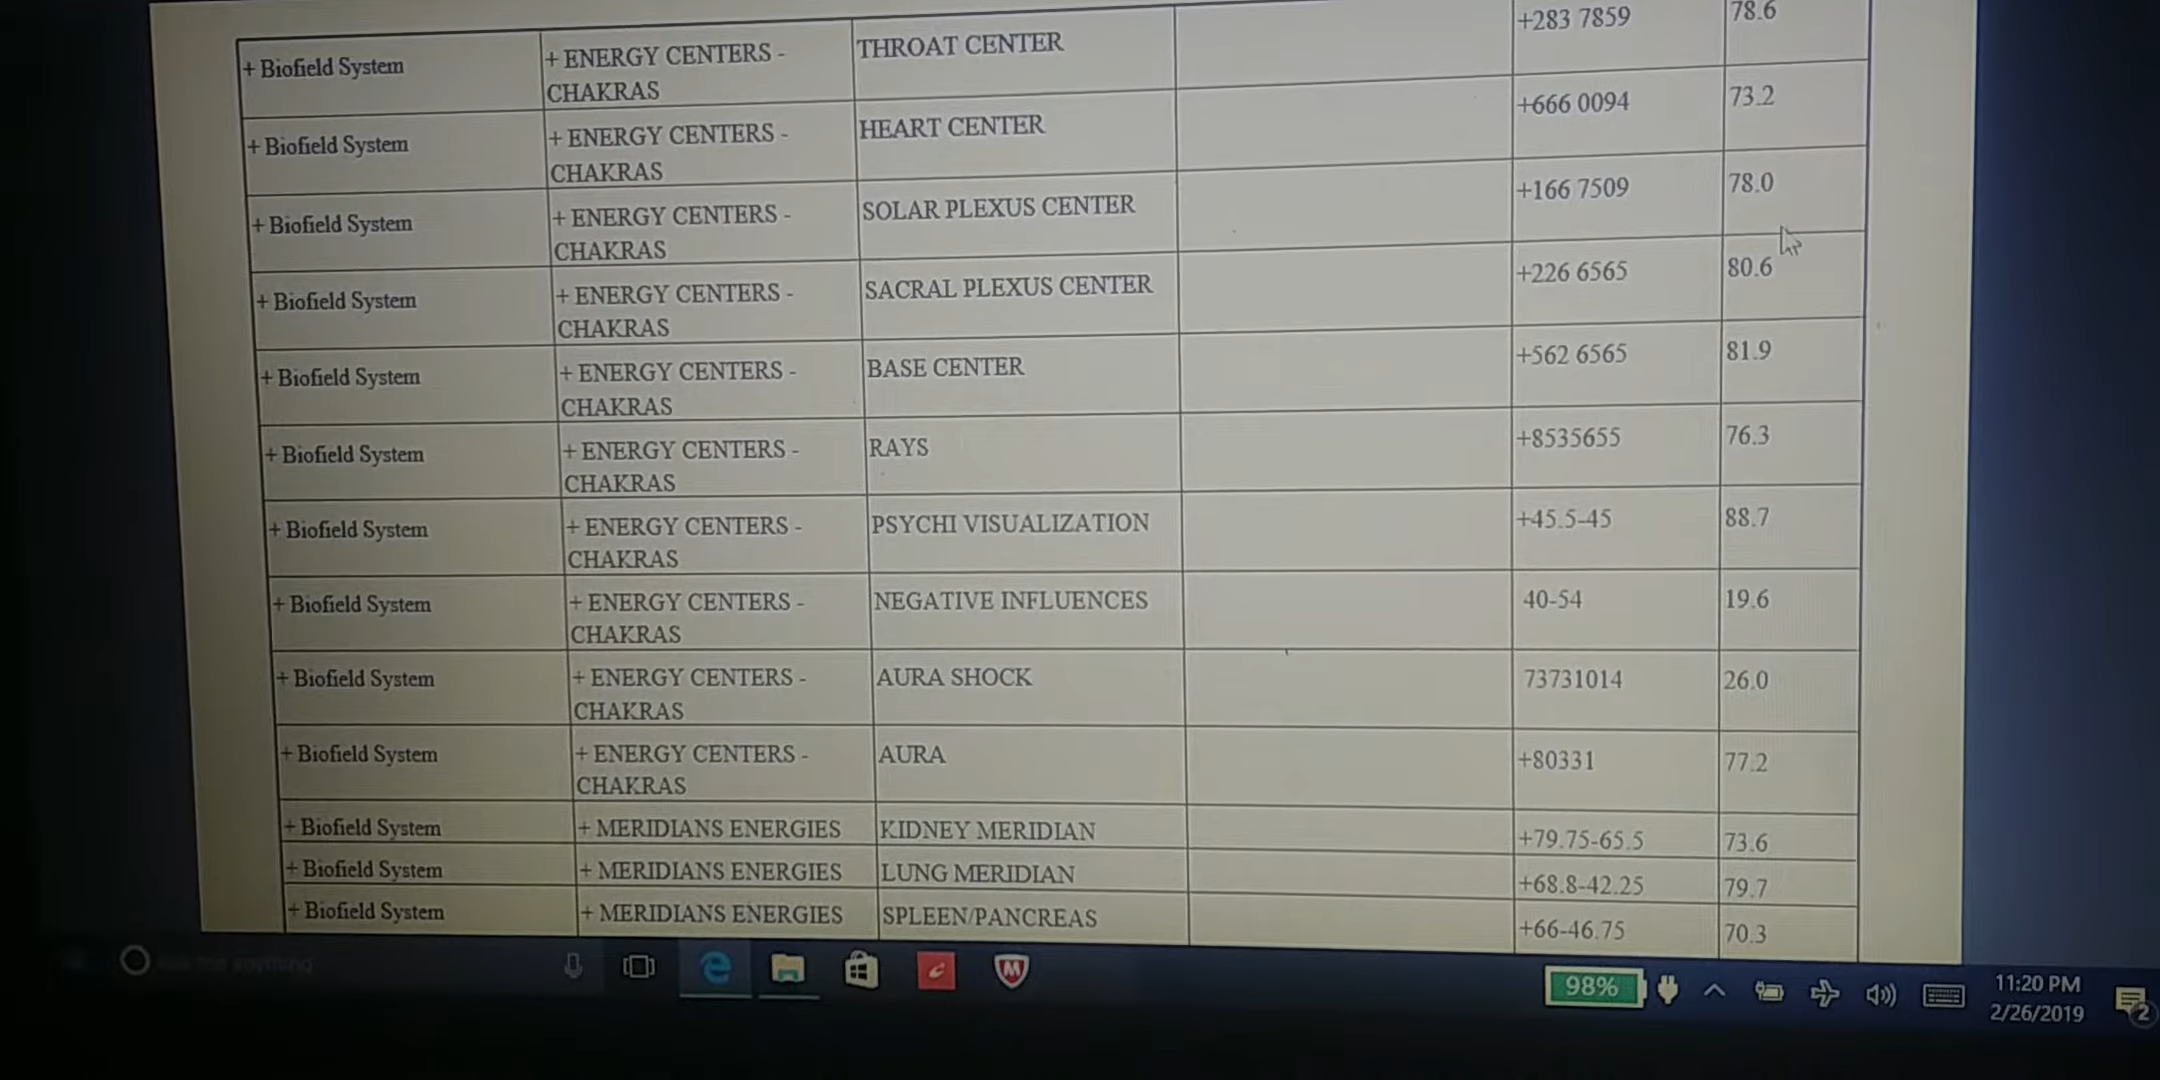 + Biofield System + ENERGY CENTERS - THROAT CENTER +283 7859 78.6
CHAKRAS
+ Biofield System + ENERGY CENTERS - HEART CENTER +666 0094 73.2
CHAKRAS
+ Biofield System + ENERGY CENTERS - SOLAR PLEXUS CENTER +166 7509 78.0
CHAKRAS
+ Biofield System + ENERGY CENTERS - SACRAL PLEXUS CENTER +226 6565 80.6
CHAKRAS
+ Biofield System + ENERGY CENTERS - BASE CENTER +562 6565 81.9
CHAKRAS
+ Biofield System + ENERGY CENTERS - RAYS +8535655 76.3
CHAKRAS
+ Biofield System + ENERGY CENTERS - PSYCHI VISUALIZATION +45.5-45 88.7
CHAKRAS
+ Biofield System + ENERGY CENTERS - NEGATIVE INFLUENCES 40-54 19.6
CHAKRAS
+ Biofield System + ENERGY CENTERS - AURA SHOCK 73731014 26.0
CHAKRAS
+ Biofield System + ENERGY CENTERS - AURA +80331 77.2
CHAKRAS
+ Biofield System + MERIDIANS ENERGIES KIDNEY MERIDIAN +79.75-65.5 73.6
+ Biofield System + MERIDIANS ENERGIES LUNG MERIDIAN +68.8-42.25 79.7
+ Biofield System + MERIDIANS ENERGIES SPLEEN/PANCREAS +66-46.75 70.3
98%
11:20 PM
2/26/2019
2